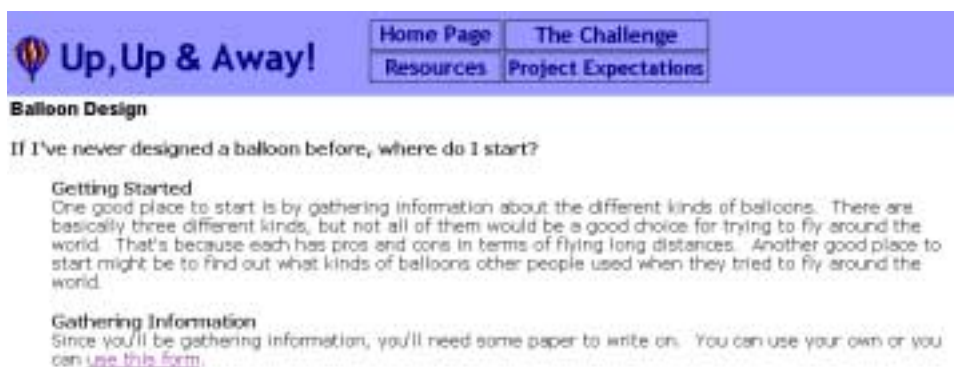 Up, Up & Away!
Home Page The Challenge
Resources Project Expectations
Balloon Design
If I've never designed a balloon before, where do I start?
Getting Started
One good place to start is by gathering information about the different kinds of balloons. There are
basically three different kinds, but not all of them would be a good choice for trying to fly around the
world. That's because each has pros and cons in terms of flying long distances. Another good place to
start might be to find out what kinds of balloons other people used when they tried to fly around the
world.
Gathering Information
Since you'll be gathering information, you'll need some paper to write on. You can use your own or you
can use this form.